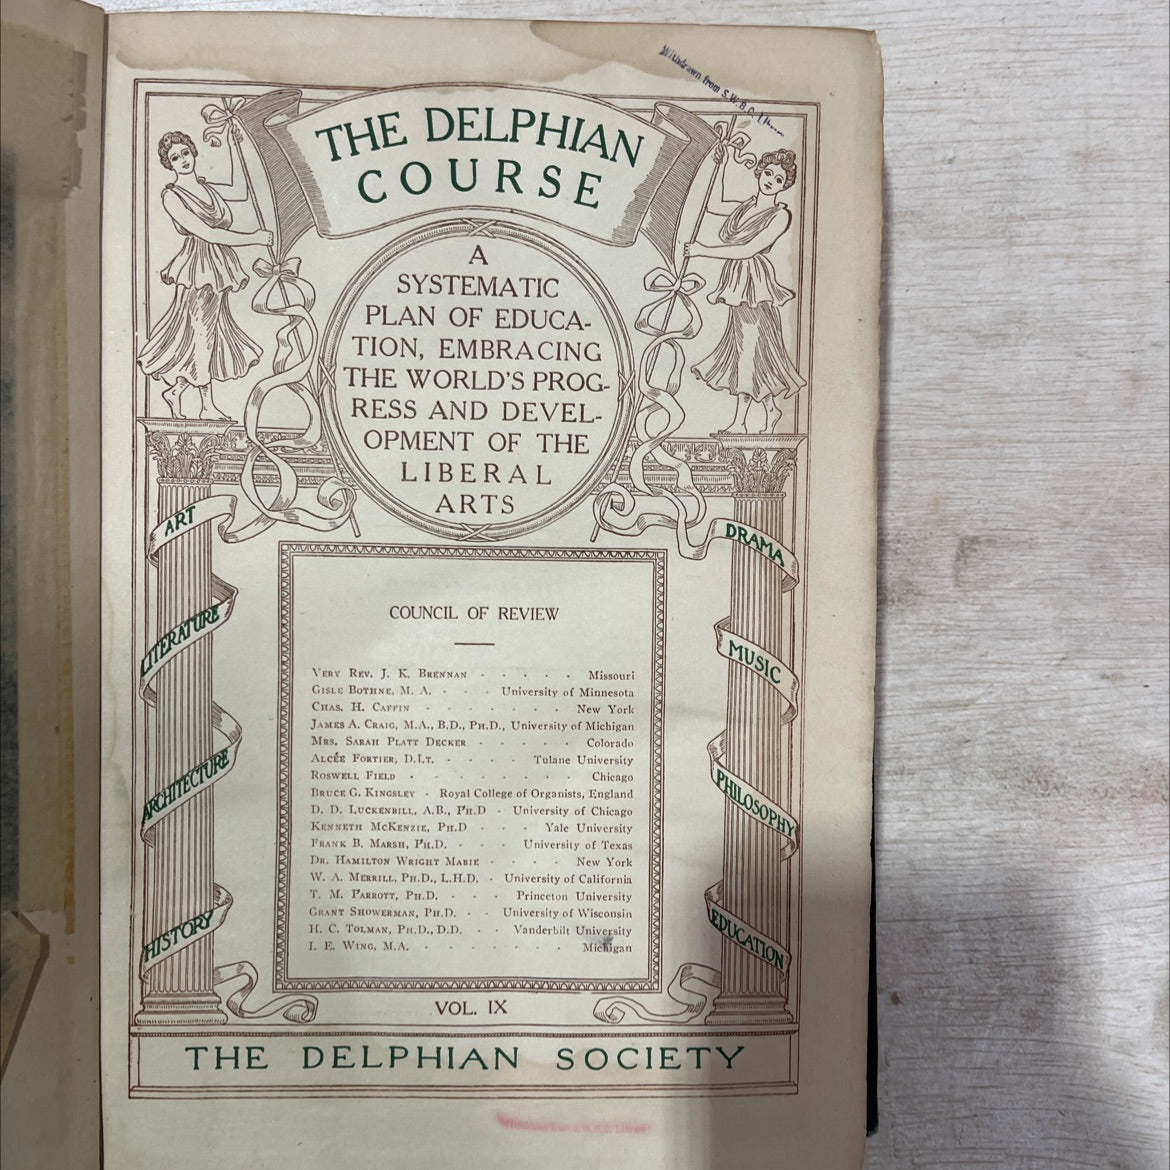 Withdrawn from S.W.B.C.
THE DELPHIAN
COURSE
A
SYSTEMATIC
PLAN OF EDUCA-
TION, EMBRACING
THE WORLD'S PROG-
RESS AND DEVEL-
OPMENT OF THE
LIBERAL
ARTS
ART
LITERATURE
ARCHITECTURE
HISTORY
DRAMA
MUSIC
PHILOSOPHY
EDUCATION
COUNCIL OF REVIEW
VERY REV. J. K. BRENNAN - - - - - Missouri
GISLE BOTHNE, M. A. - - - University of Minnesota
CHAS. H. CAFFIN - - - - - - - New York
JAMES A. CRAIG, M.A., B.D., PH.D., University of Michigan
MRS. SARAH PLATT DECKER - - - - - Colorado
ALCÉE FORTIER, D.LT. - - - - Tulane University
ROSWELL FIELD - - - - - - - - Chicago
BRUCE G. KINGSLEY - Royal College of Organists, England
D. D. LUCKENBILL, A.B., PH.D - University of Chicago
KENNETH MCKENZIE, PH.D - - - Yale University
FRANK B. MARSH, PH.D. - - - University of Texas
DR. HAMILTON WRIGHT MABIE - - - - New York
W. A. MERRILL, PH.D., L.H.D. - University of California
T. M. PARROTT, PH.D. - - - Princeton University
GRANT SHOWERMAN, PH.D. - - University of Wisconsin
H. C. TOLMAN, PH.D., D.D. - - Vanderbilt University
I. E. WING, M.A. - - - - - - - Michigan
VOL. IX
THE DELPHIAN SOCIETY